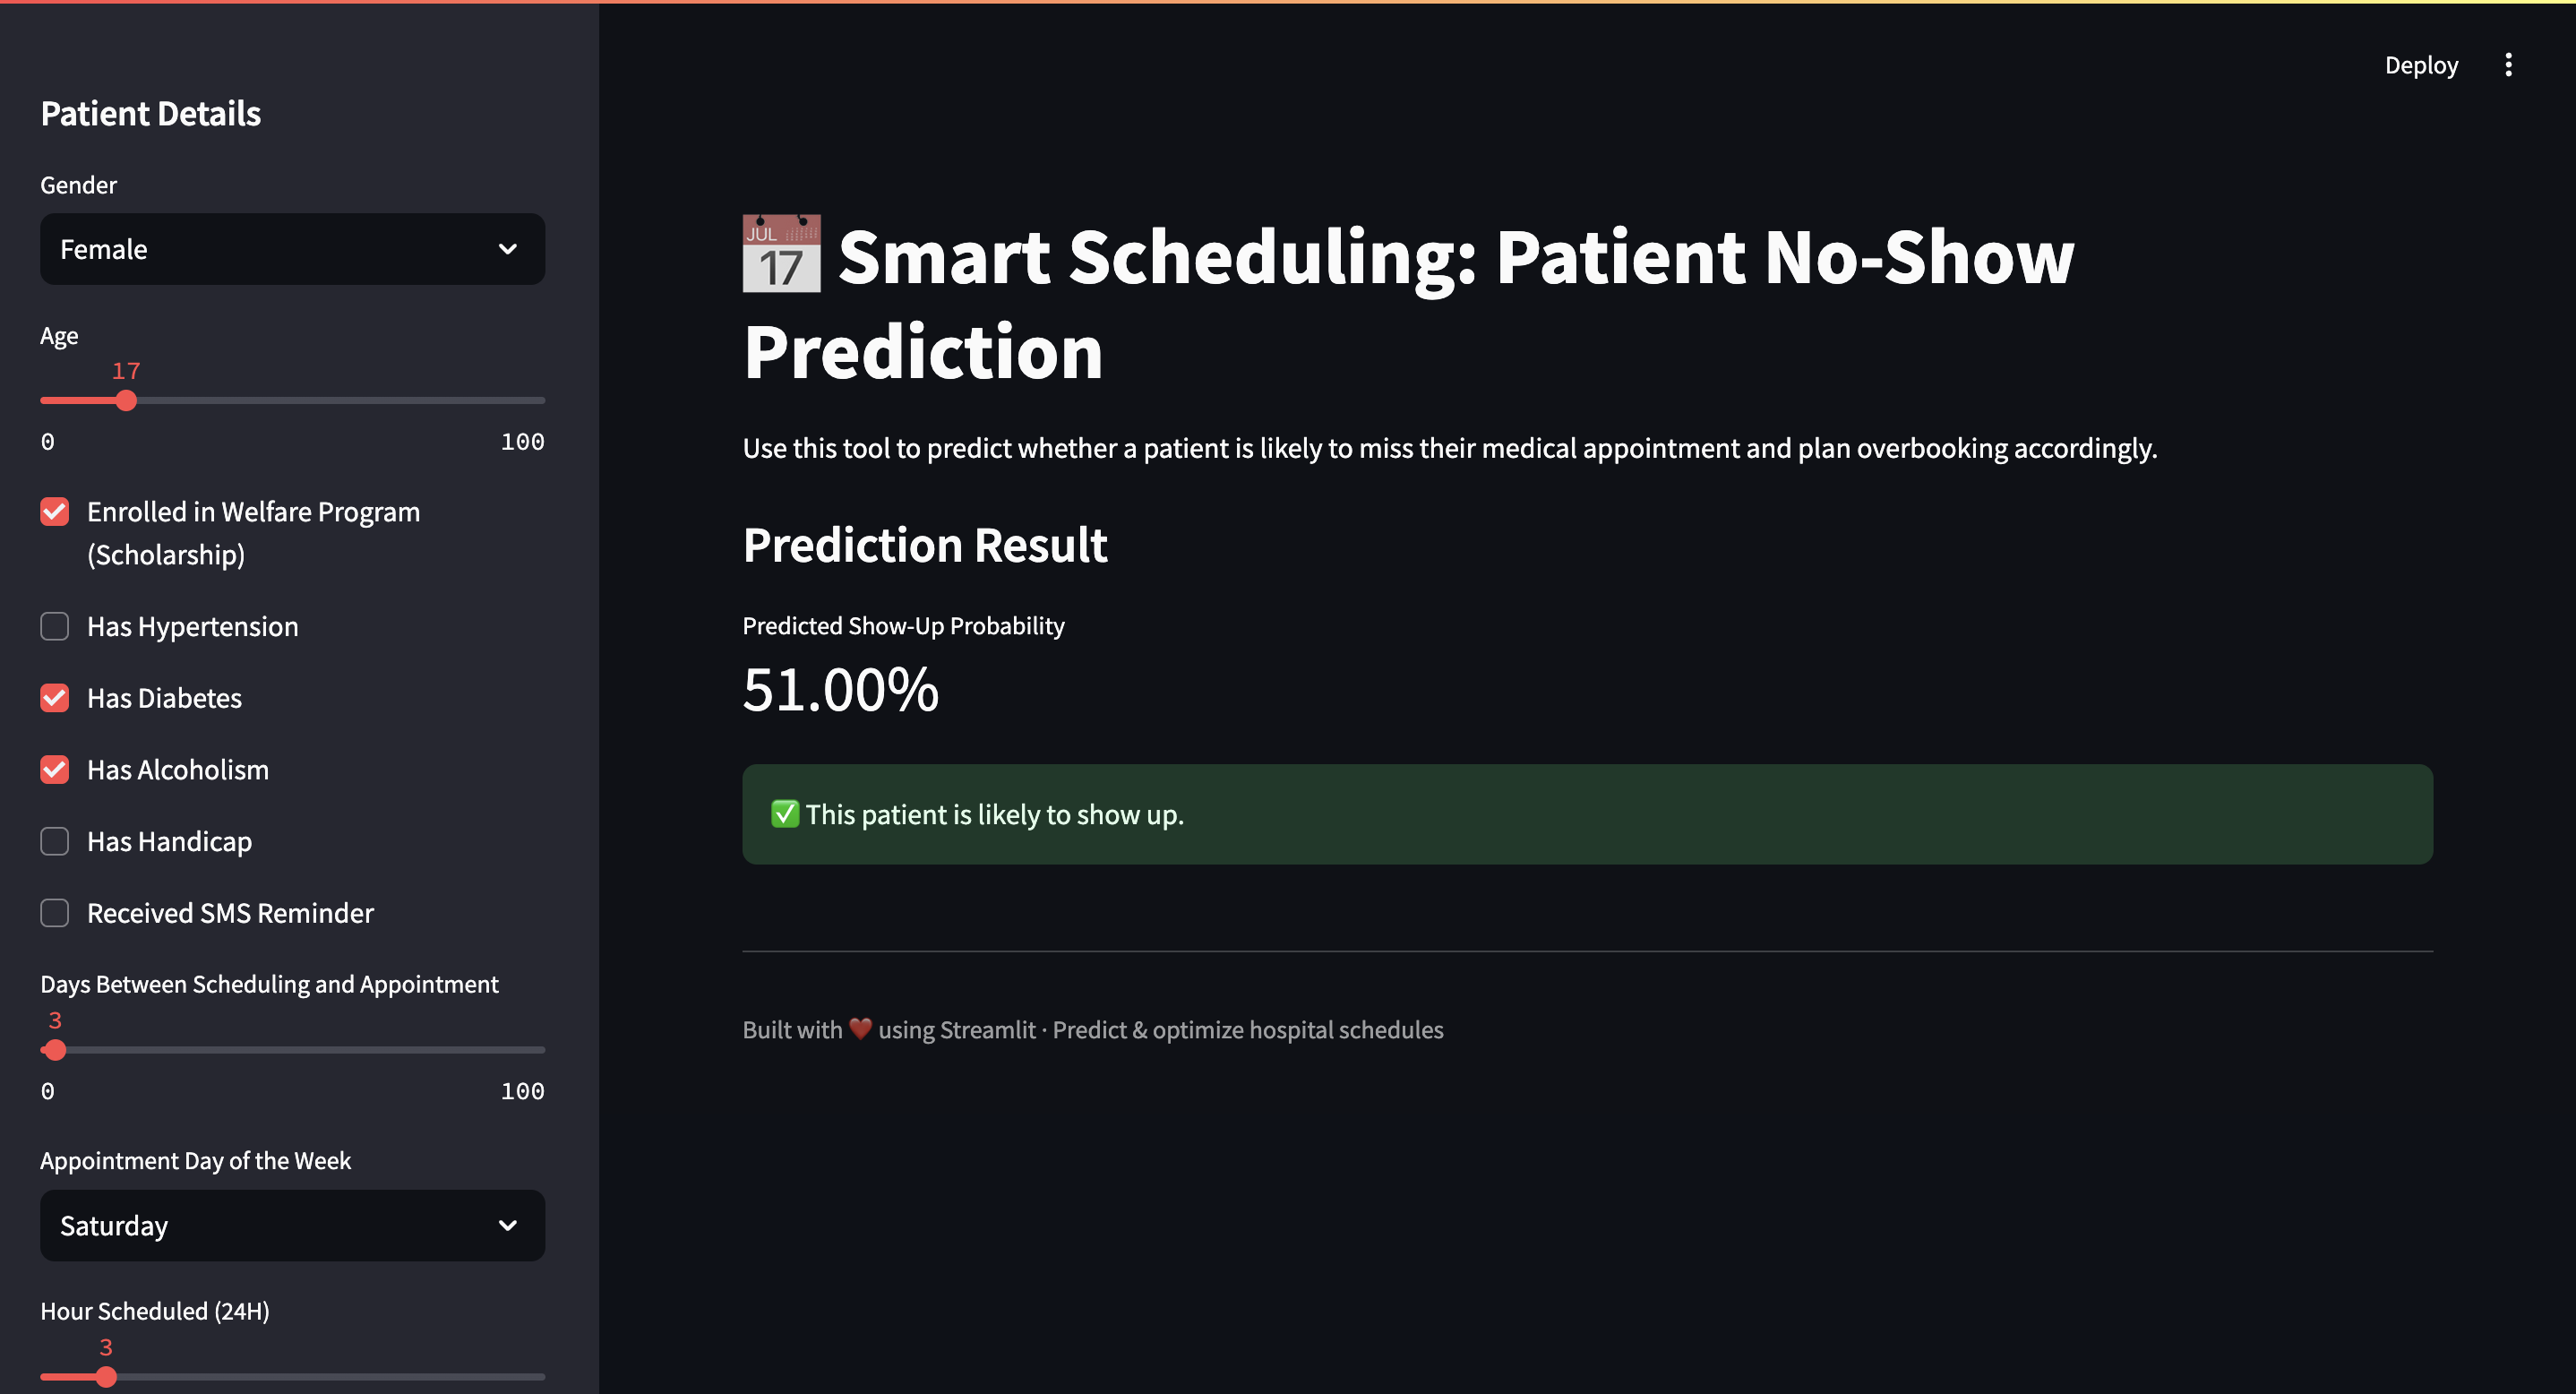 Deploy
Patient Details
Gender
Female
Age
17
0
100
Enrolled in Welfare Program
(Scholarship)
Has Hypertension
Has Diabetes
Has Alcoholism
Has Handicap
Received SMS Reminder
Days Between Scheduling and Appointment
3
0
100
Appointment Day of the Week
Saturday
Hour Scheduled (24H)
3
JUL
17
Smart Scheduling: Patient No-Show
Prediction
Use this tool to predict whether a patient is likely to miss their medical appointment and plan overbooking accordingly.
Prediction Result
Predicted Show-Up Probability
51.00%
✅ This patient is likely to show up.
Built with ❤️ using Streamlit · Predict & optimize hospital schedules